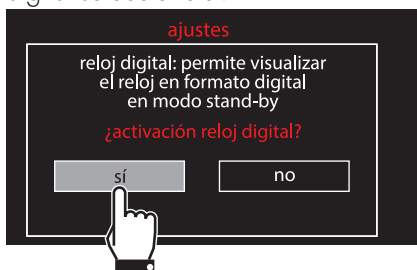 ajustes
reloj digital: permite visualizar
el reloj en formato digital
en modo stand-by
¿activación reloj digital?
sí
no